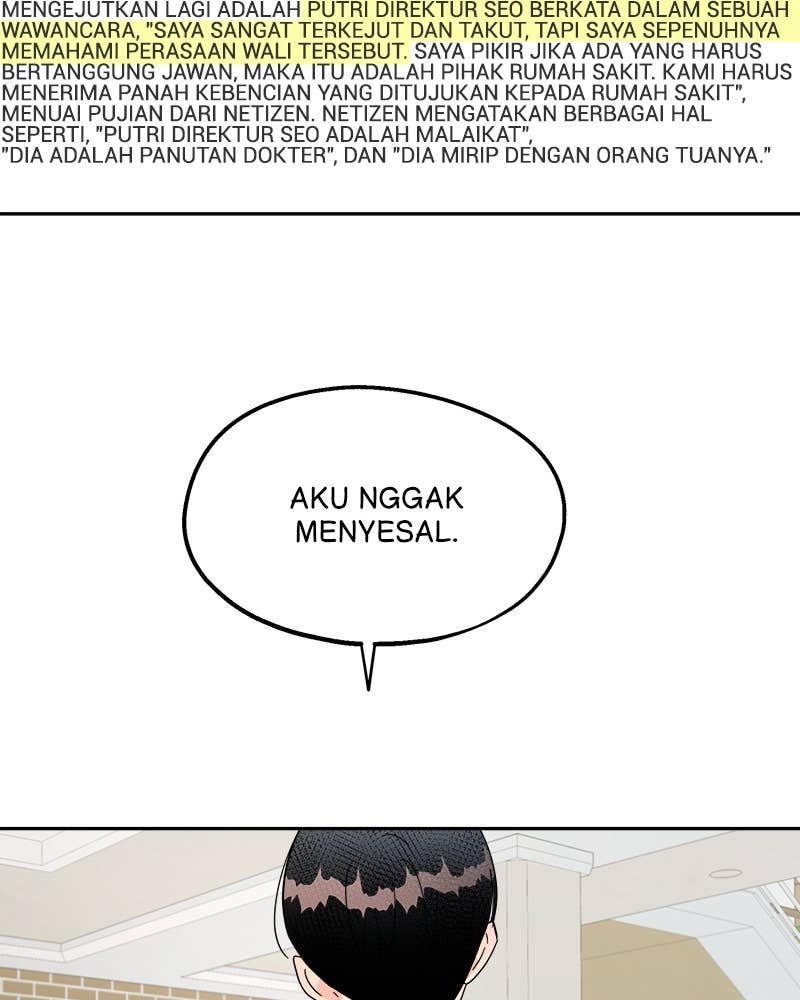 MENGEJUTKAN LAGI ADALAH PUTRI DIREKTUR SEO BERKATA DALAM SEBUAH
WAWANCARA, "SAYA SANGAT TERKEJUT DAN TAKUT, TAPI SAYA SEPENUHNYA
MEMAHAMI PERASAAN WALI TERSEBUT. SAYA PIKIR JIKA ADA YANG HARUS
BERTANGGUNG JAWAN, MAKA ITU ADALAH PIHAK RUMAH SAKIT. KAMI HARUS
MENERIMA PANAH KEBENCIAN YANG DITUJUKAN KEPADA RUMAH SAKIT",
MENUAI PUJIAN DARI NETIZEN. NETIZEN MENGATAKAN BERBAGAI HAL
SEPERTI, "PUTRI DIREKTUR SEO ADALAH MALAIKAT",
"DIA ADALAH PANUTAN DOKTER", DAN "DIA MIRIP DENGAN ORANG TUANYA."
AKU NGGAK
MENYESAL.